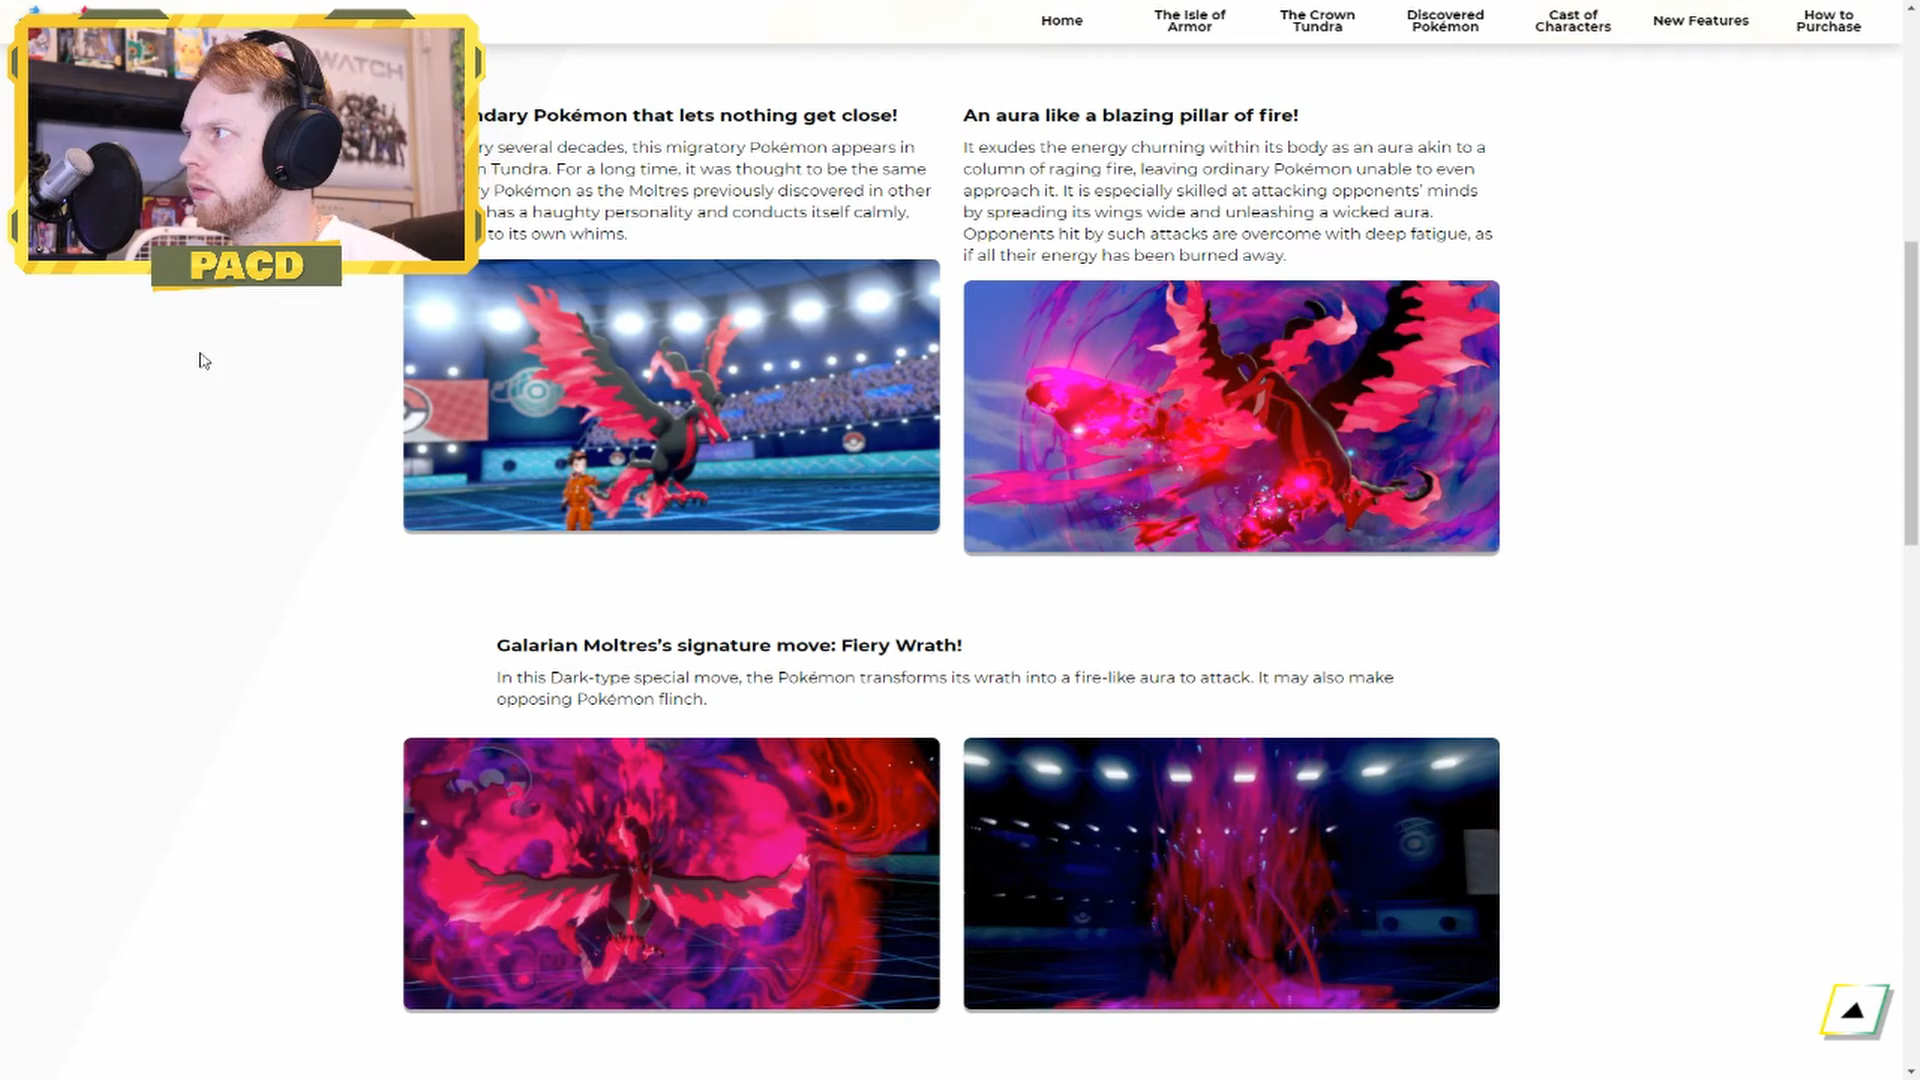 Home
The Isle of
Armor
The Crown
Tundra
Discovered
Pokémon
Cast of
Characters
New Features
How to
Purchase
WATCH
PACD
ndary Pokémon that lets nothing get close!
ry several decades, this migratory Pokémon appears in
n Tundra. For a long time, it was thought to be the same
ry Pokémon as the Moltres previously discovered in other
has a haughty personality and conducts itself calmly,
to its own whims.
An aura like a blazing pillar of fire!
It exudes the energy churning within its body as an aura akin to a
column of raging fire, leaving ordinary Pokémon unable to even
approach it. It is especially skilled at attacking opponents' minds
by spreading its wings wide and unleashing a wicked aura.
Opponents hit by such attacks are overcome with deep fatigue, as
if all their energy has been burned away.
Galarian Moltres's signature move: Fiery Wrath!
In this Dark-type special move, the Pokémon transforms its wrath into a fire-like aura to attack. It may also make
opposing Pokémon flinch.